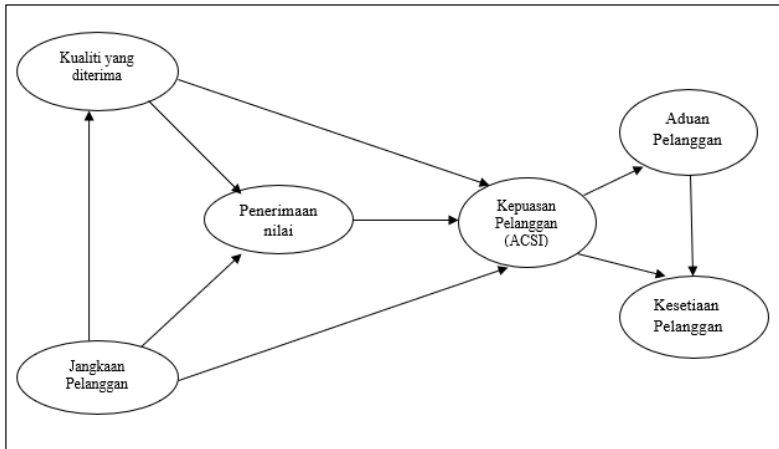 Kualiti yang
diterima
Aduan
Pelanggan
Penerimaan
nilai
Kepuasan
Pelanggan
(ACSI)
Kesetiaan
Pelanggan
Jangkaan
Pelanggan